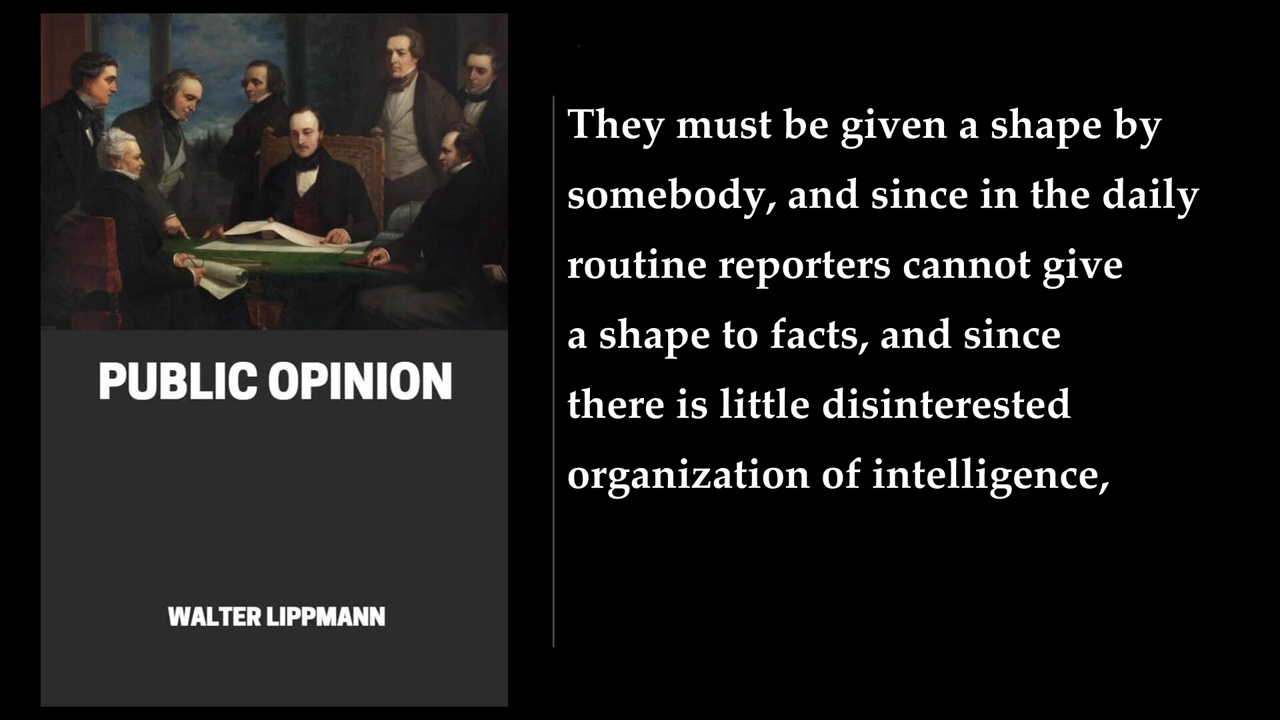 PUBLIC OPINION
WALTER LIPPMANN
They must be given a shape by
somebody, and since in the daily
routine reporters cannot give
a shape to facts, and since
there is little disinterested
organization of intelligence,